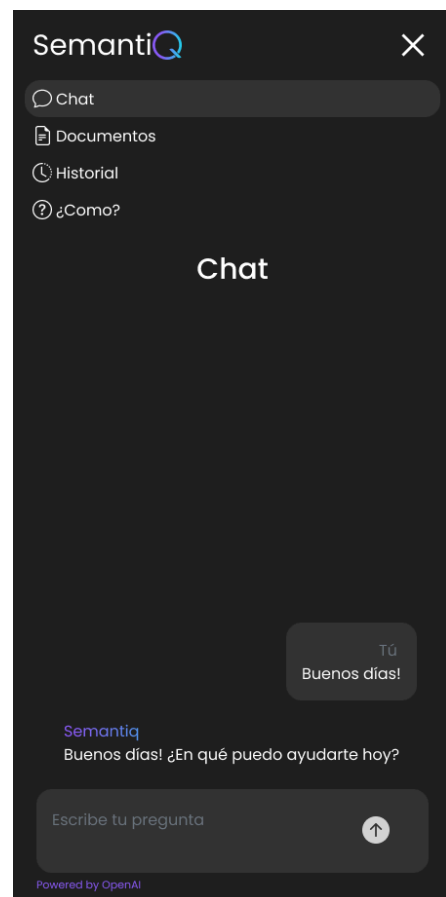 SemantiQ
Chat
Documentos
Historial
¿Como?
Chat
Tú
Buenos días!
Semantiq
Buenos días! ¿En qué puedo ayudarte hoy?
Escribe tu pregunta
Powered by OpenAI